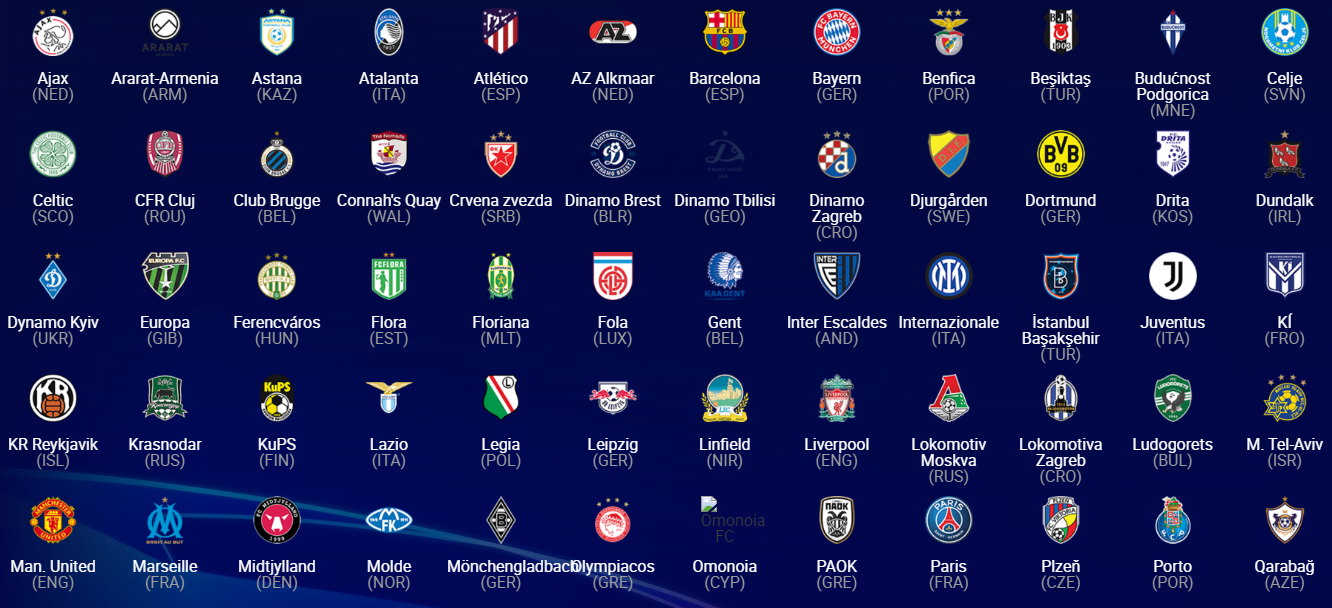 Ajax Ararat-Armenia Astana Atalanta Atlético AZ Alkmaar Barcelona Bayern Benfica Beşiktaş Budućnost Podgorica Celje
(NED) (ARM) (KAZ) (ITA) (ESP) (NED) (ESP) (GER) (POR) (TUR) (MNE) (SVN)
Celtic CFR Cluj Club Brugge Connah's Quay Crvena zvezda Dinamo Brest Dinamo Tbilisi Dinamo Zagreb Djurgården Dortmund Drita Dundalk
(SCO) (ROU) (BEL) (WAL) (SRB) (BLR) (GEO) (CRO) (SWE) (GER) (KOS) (IRL)
Dynamo Kyiv Europa Ferencváros Flora Floriana Fola Gent Inter Escaldes Internazionale İstanbul Başakşehir Juventus KÍ
(UKR) (GIB) (HUN) (EST) (MLT) (LUX) (BEL) (AND) (ITA) (TUR) (ITA) (FRO)
KR Reykjavik Krasnodar KuPS Lazio Legia Leipzig Linfield Liverpool Lokomotiv Moskva Lokomotiva Zagreb Ludogorets M. Tel-Aviv
(ISL) (RUS) (FIN) (ITA) (POL) (GER) (NIR) (ENG) (RUS) (CRO) (BUL) (ISR)
Omonoia FC
Man. United Marseille Midtjylland Molde Mönchengladbach Olympiacos Omonoia PAOK Paris Plzeň Porto Qarabağ
(ENG) (FRA) (DEN) (NOR) (GER) (GRE) (CYP) (GRE) (FRA) (CZE) (POR) (AZE)